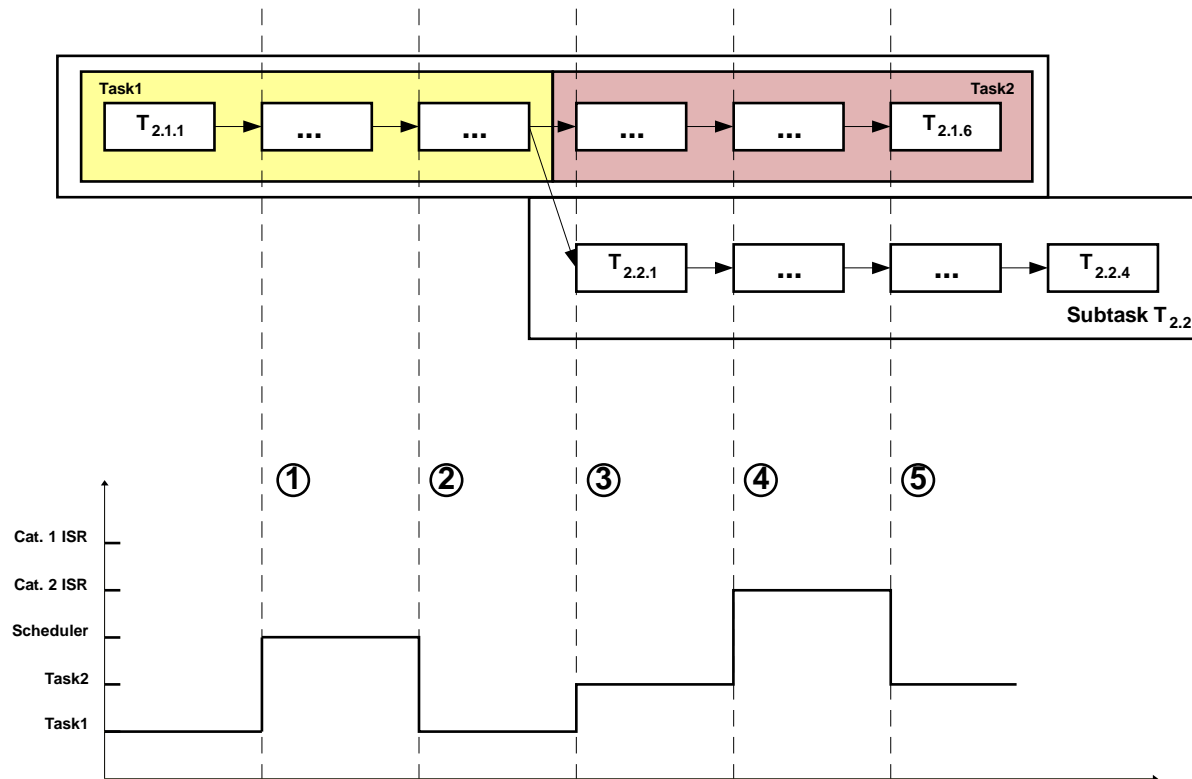 Task1
Task2
T2.1.1
...
...
...
...
T2.1.6
T2.2.1
...
...
T2.2.4
Subtask T2.2
① ② ③ ④ ⑤
Cat. 1 ISR
Cat. 2 ISR
Scheduler
Task2
Task1